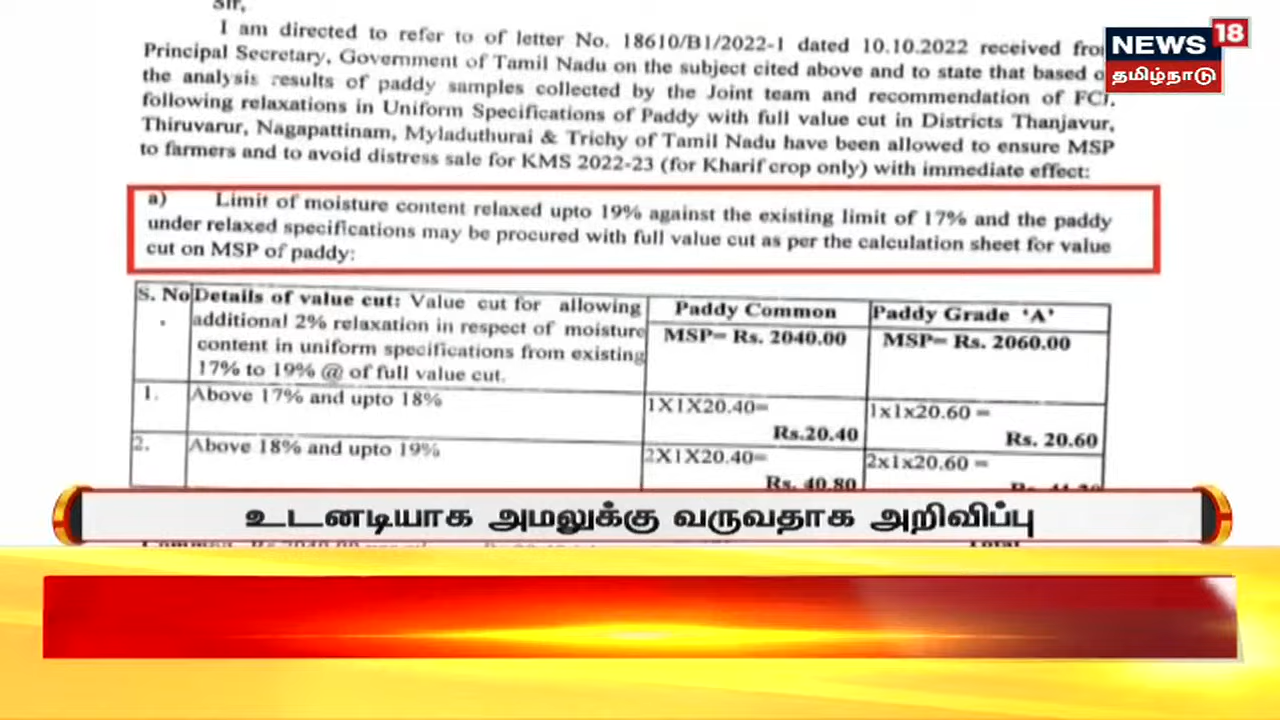 Sir,
I am directed to refer to of letter No. 18610/B1/2022-1 dated 10.10.2022 received from
Principal Secretary, Government of Tamil Nadu on the subject cited above and to state that based o
the analysis results of paddy samples collected by the Joint team and recommendation of FCI.
following relaxations in Uniform Specifications of Paddy with full value cut in Districts Thanjavur,
Thiruvarur, Nagapattinam, Myladuthurai & Trichy of Tamil Nadu have been allowed to ensure MSP
to farmers and to avoid distress sale for KMS 2022-23 (for Kharif crop only) with immediate effect:
NEWS 18
தமிழ்நாடு
a) Limit of moisture content relaxed upto 19% against the existing limit of 17% and the paddy
under relaxed specifications may be procured with full value cut as per the calculation sheet for value
cut on MSP of paddy:
S. No. Details of value cut: Value cut for allowing
additional 2% relaxation in respect of moisture
content in uniform specifications from existing
17% to 19% @ of full value cut.
Paddy Common
MSP= Rs. 2040.00
Paddy Grade 'A'
MSP= Rs. 2060.00
1. Above 17% and upto 18%
1X1X20.40=
Rs.20.40
1x1x20.60 =
Rs. 20.60
2. Above 18% and upto 19%
2X1X20.40=
Rs. 40.80
2x1x20.60 =
உடனடியாக அமலுக்கு வருவதாக அறிவிப்பு